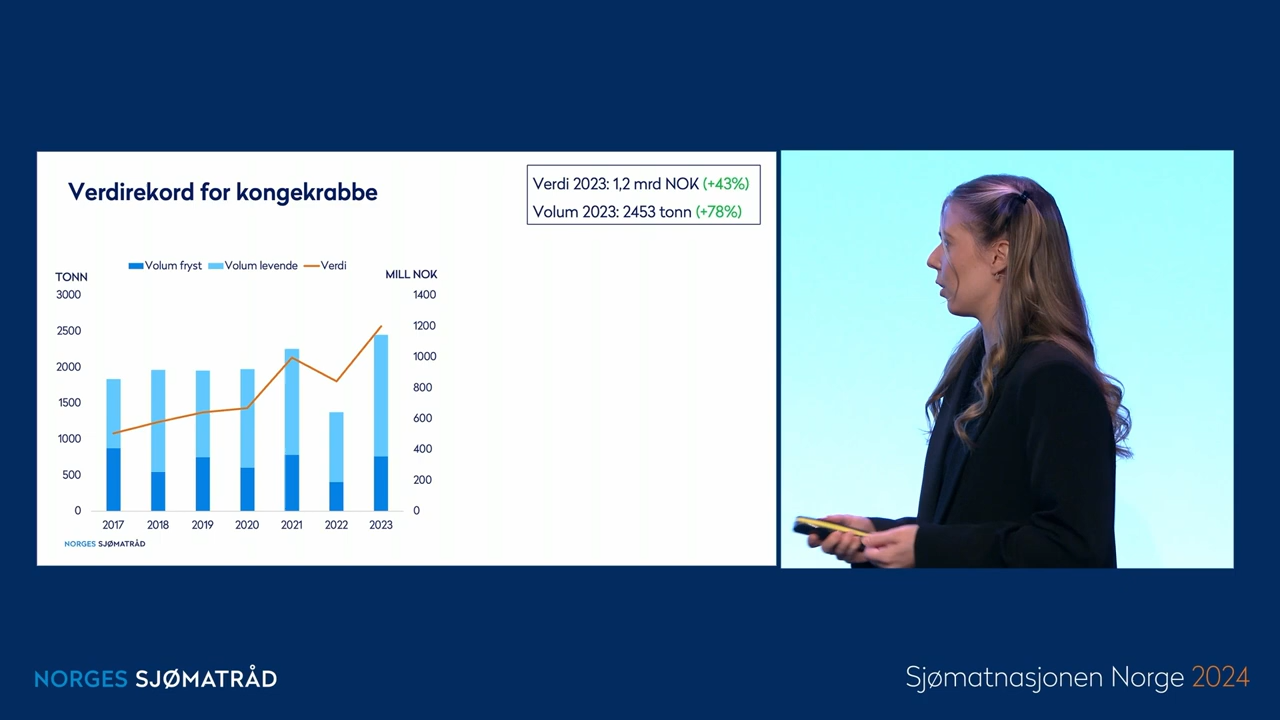 Verdirekord for kongekrabbe
Verdi 2023: 1,2 mrd NOK (+43%)
Volum 2023: 2453 tonn (+78%)
Volum fryst Volum levende Verdi
TONN MILL NOK
3000 1400
2500 1200
2000 1000
1500 800
1000 600
500 400
0 200
0
2017 2018 2019 2020 2021 2022 2023
NORGES SJØMATRÅD
NORGES SJØMATRÅD
Sjømatnasjonen Norge 2024